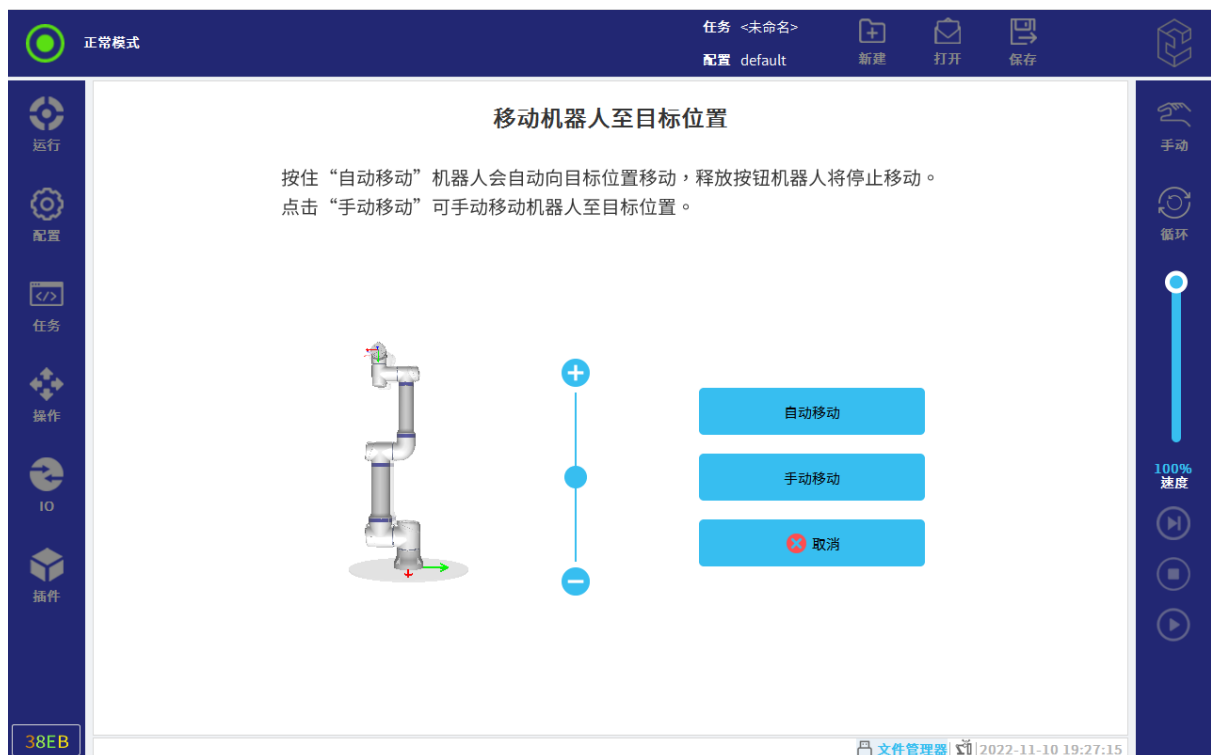 正常模式
任务 <未命名>
配置 default
新建
打开
保存
运行
配置
任务
操作
IO
插件
38EB
移动机器人至目标位置
按住“自动移动”机器人会自动向目标位置移动，释放按钮机器人将停止移动。
点击“手动移动”可手动移动机器人至目标位置。
自动移动
手动移动
取消
手动
循环
100%
速度
文件管理器
2022-11-10 19:27:15